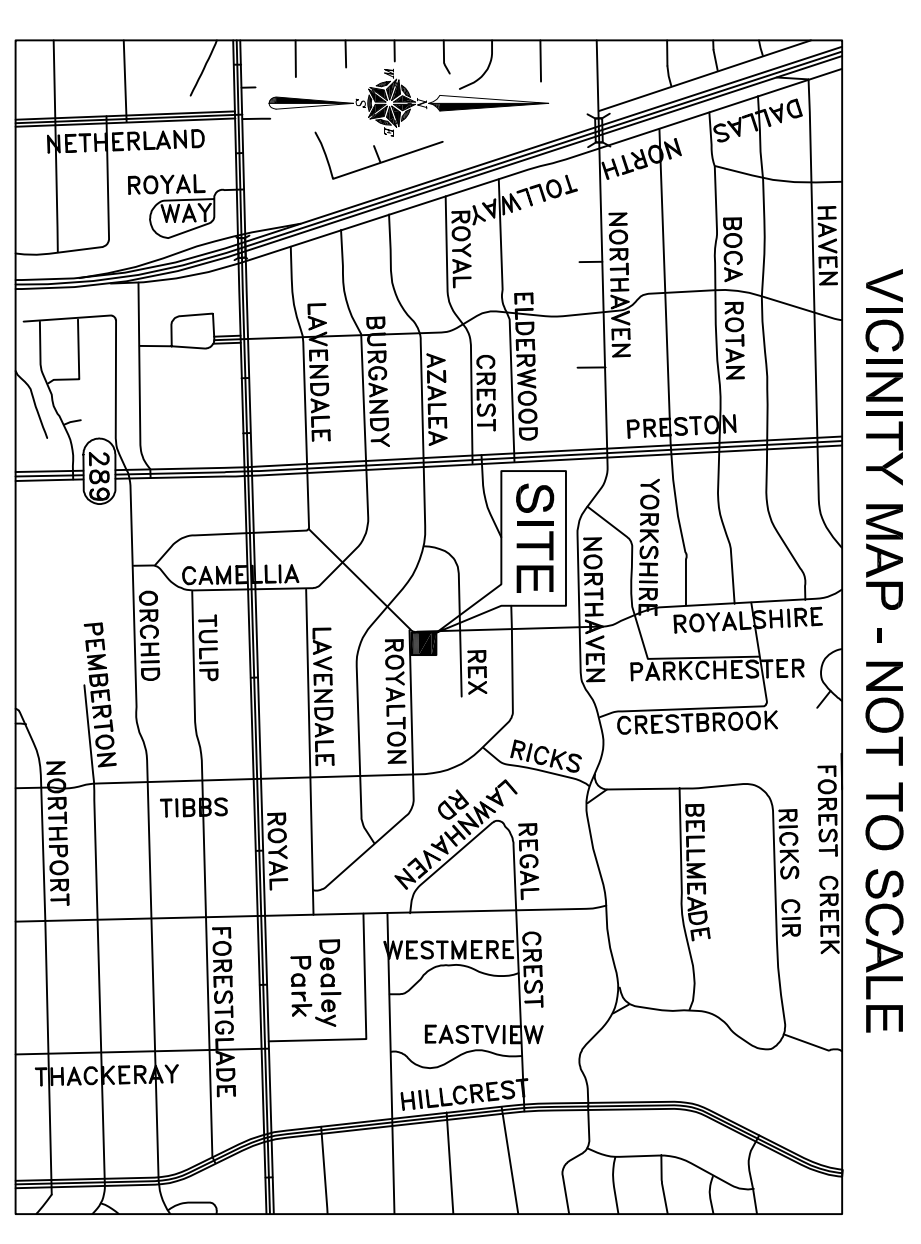 VICINITY MAP - NOT TO SCALE
HAVEN
FOREST CREEK
DALLAS
NORTH
TOLLWAY
RICKS CIR
BOCA ROTAN
PRESTON
ROYALSHIRE
PARKCHESTER
CRESTBROOK
BELLMEADE
YORKSHIRE
NORTHAVEN
NORTHAVEN
RICKS
ELDERWOOD
SITE
REGAL
CREST
ROYAL
CREST
REX
LAWNHAVEN
RD
WESTMERE
EASTVIEW
HILLCREST
AZALEA
ROYALTON
BURGANDY
LAVENDALE
LAVENDALE
Dealey
Park
ROYAL
CAMELLIA
TULIP
FORESTGLADE
TIBBS
ORCHID
PEMBERTON
NORTHPORT
THACKERAY
289
NETHERLAND
ROYAL
WAY
N
S
E
W